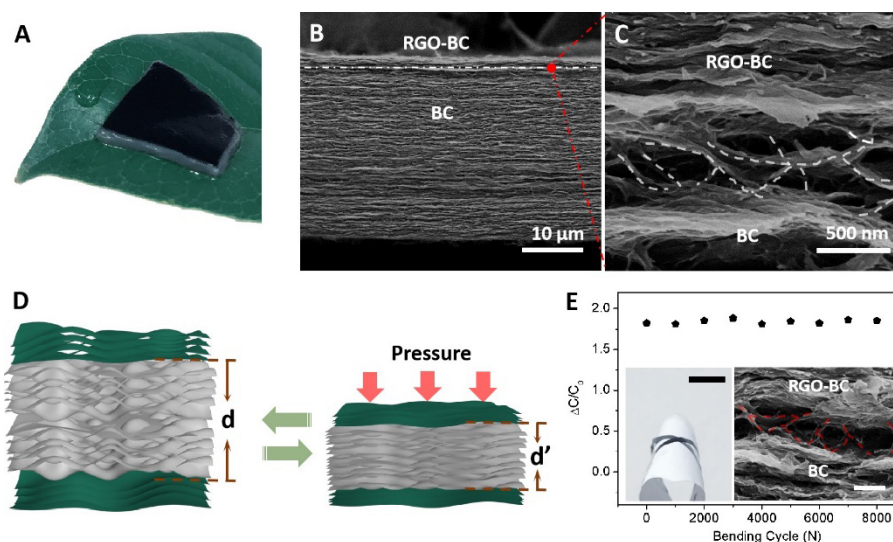 A
B
RGO-BC
BC
10 μm
C
RGO-BC
BC
500 nm
D
d
Pressure
d’
E
ΔC/C₀
2.0
1.5
1.0
0.5
0.0
RGO-BC
BC
0 2000 4000 6000 8000
Bending Cycle (N)